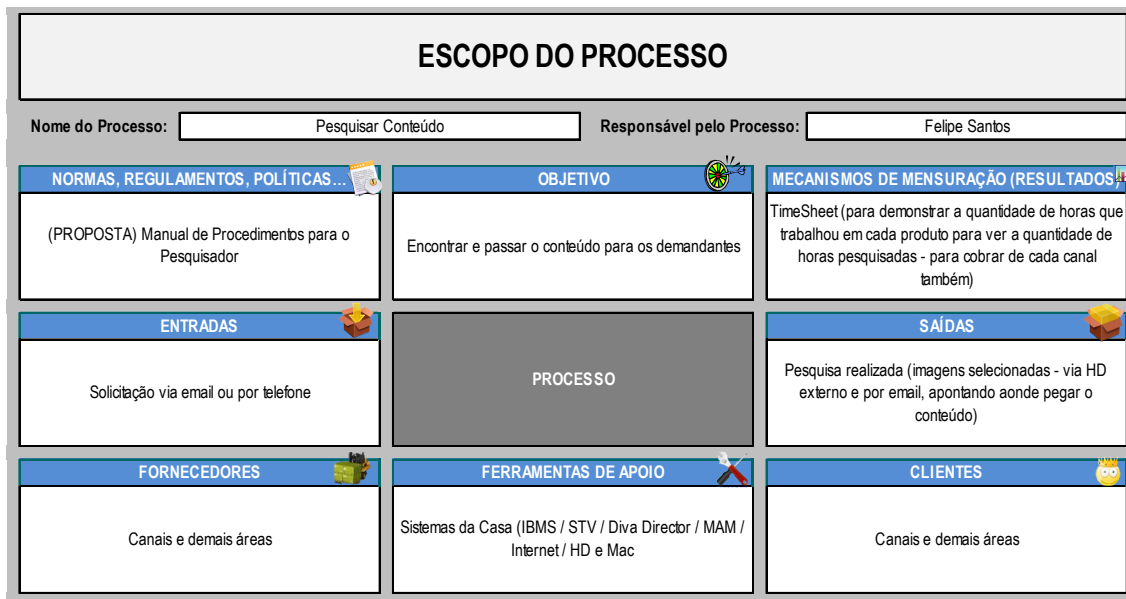 ESCOPO DO PROCESSO
Nome do Processo: Pesquisar Conteúdo Responsável pelo Processo: Felipe Santos
NORMAS, REGULAMENTOS, POLÍTICAS...
(PROPOSTA) Manual de Procedimentos para o
Pesquisador
OBJETIVO
Encontrar e passar o conteúdo para os demandantes
MECANISMOS DE MENSURAÇÃO (RESULTADOS)
TimeSheet (para demonstrar a quantidade de horas que
trabalhou em cada produto para ver a quantidade de
horas pesquisadas - para cobrar de cada canal
também)
ENTRADAS
Solicitação via email ou por telefone
PROCESSO
SAÍDAS
Pesquisa realizada (imagens selecionadas - via HD
externo e por email, apontando aonde pegar o
conteúdo)
FORNECEDORES
Canais e demais áreas
FERRAMENTAS DE APOIO
Sistemas da Casa (IBMS / STV / Diva Director / MAM /
Internet / HD e Mac
CLIENTES
Canais e demais áreas